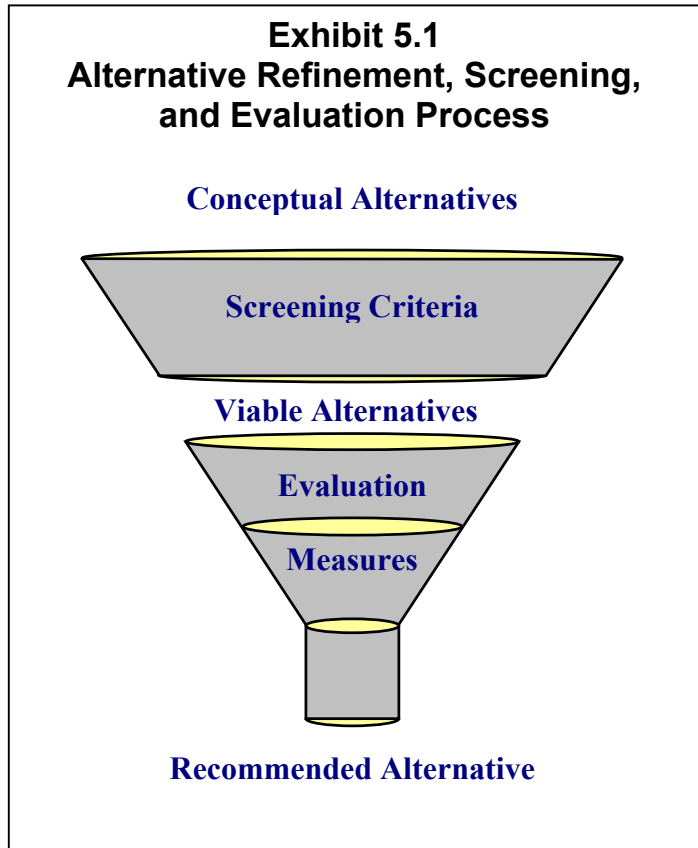 Exhibit 5.1
Alternative Refinement, Screening,
and Evaluation Process
Conceptual Alternatives
Screening Criteria
Viable Alternatives
Evaluation
Measures
Recommended Alternative